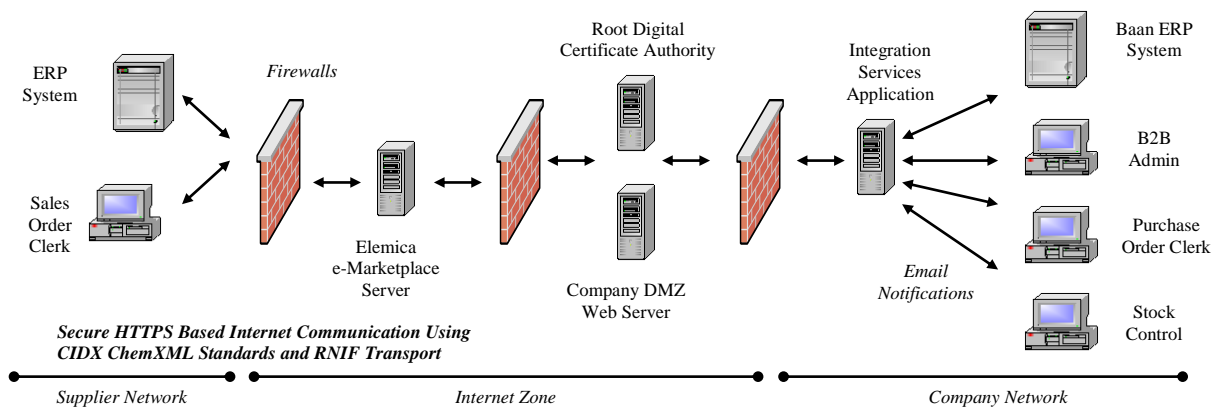 ERP
System
Sales
Order
Clerk
Firewalls
Elemica
e-Marketplace
Server
Root Digital
Certificate Authority
Company DMZ
Web Server
Integration
Services
Application
Email
Notifications
Baan ERP
System
B2B
Admin
Purchase
Order Clerk
Stock
Control
Secure HTTPS Based Internet Communication Using
CIDX ChemXML Standards and RNIF Transport
Supplier Network
Internet Zone
Company Network